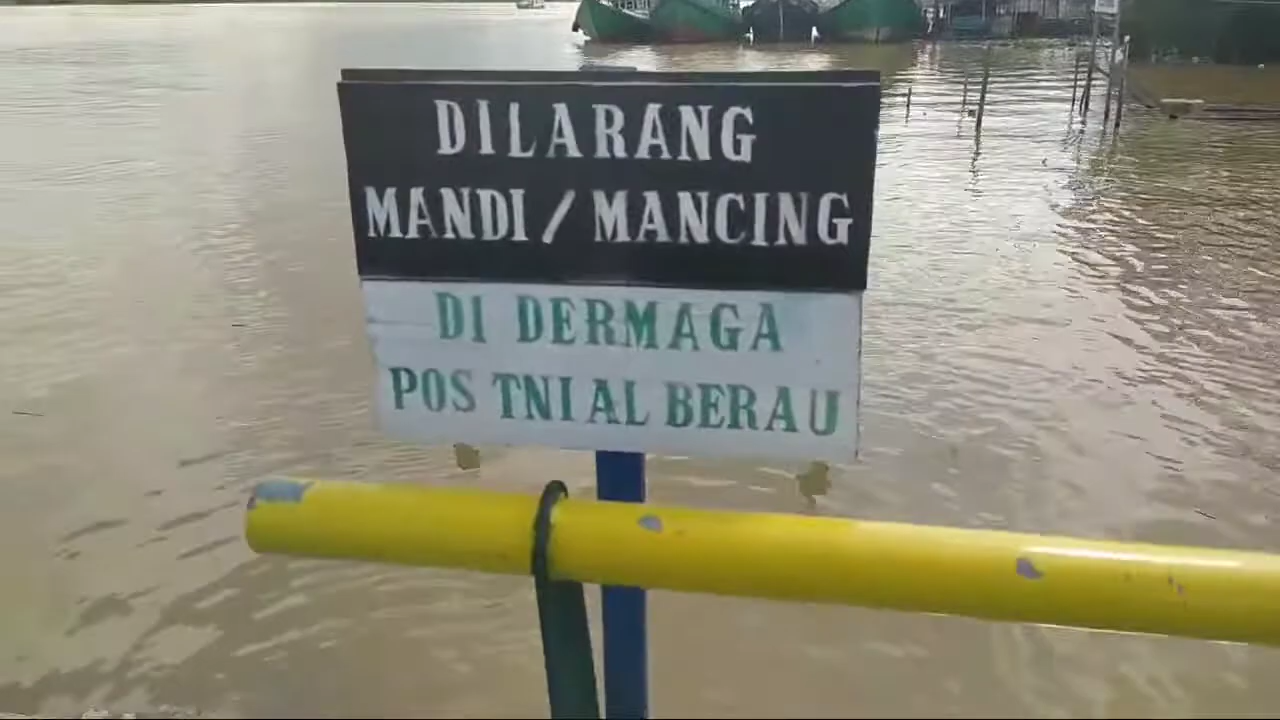 DILARANG
MANDI / MANCING
DI DERMAGA
POS TNI AL BERAU